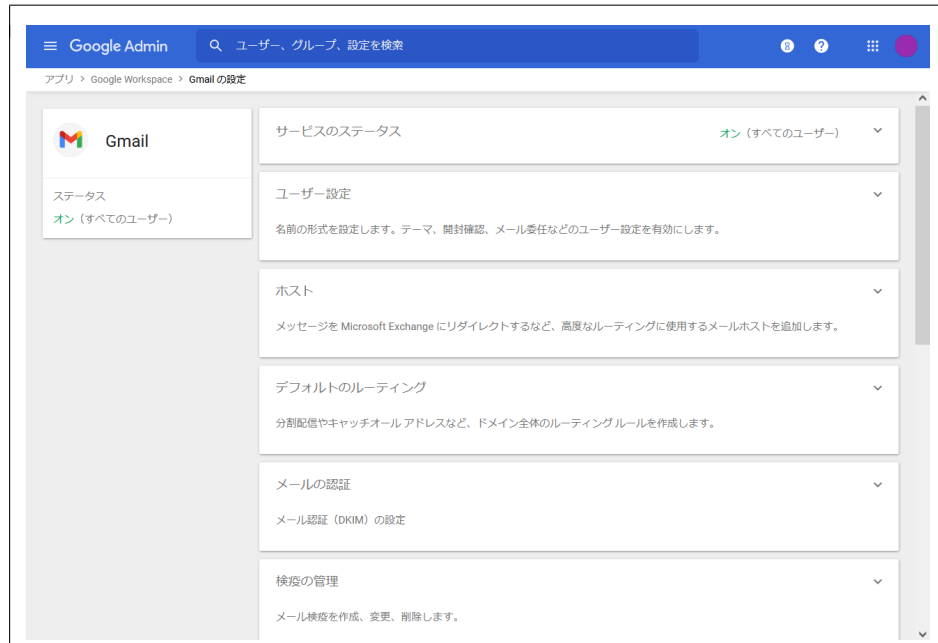 Google Admin
ユーザー、グループ、設定を検索
8
?
アプリ > Google Workspace > Gmail の設定
Gmail
ステータス
オン（すべてのユーザー）
サービスのステータス
オン（すべてのユーザー）
ユーザー設定
名前の形式を設定します。テーマ、開封確認、メール委任などのユーザー設定を有効にします。
ホスト
メッセージを Microsoft Exchange にリダイレクトするなど、高度なルーティングに使用するメールホストを追加します。
デフォルトのルーティング
分割配信やキャッチオール アドレスなど、ドメイン全体のルーティング ルールを作成します。
メールの認証
メール認証（DKIM）の設定
検疫の管理
メール検疫を作成、変更、削除します。